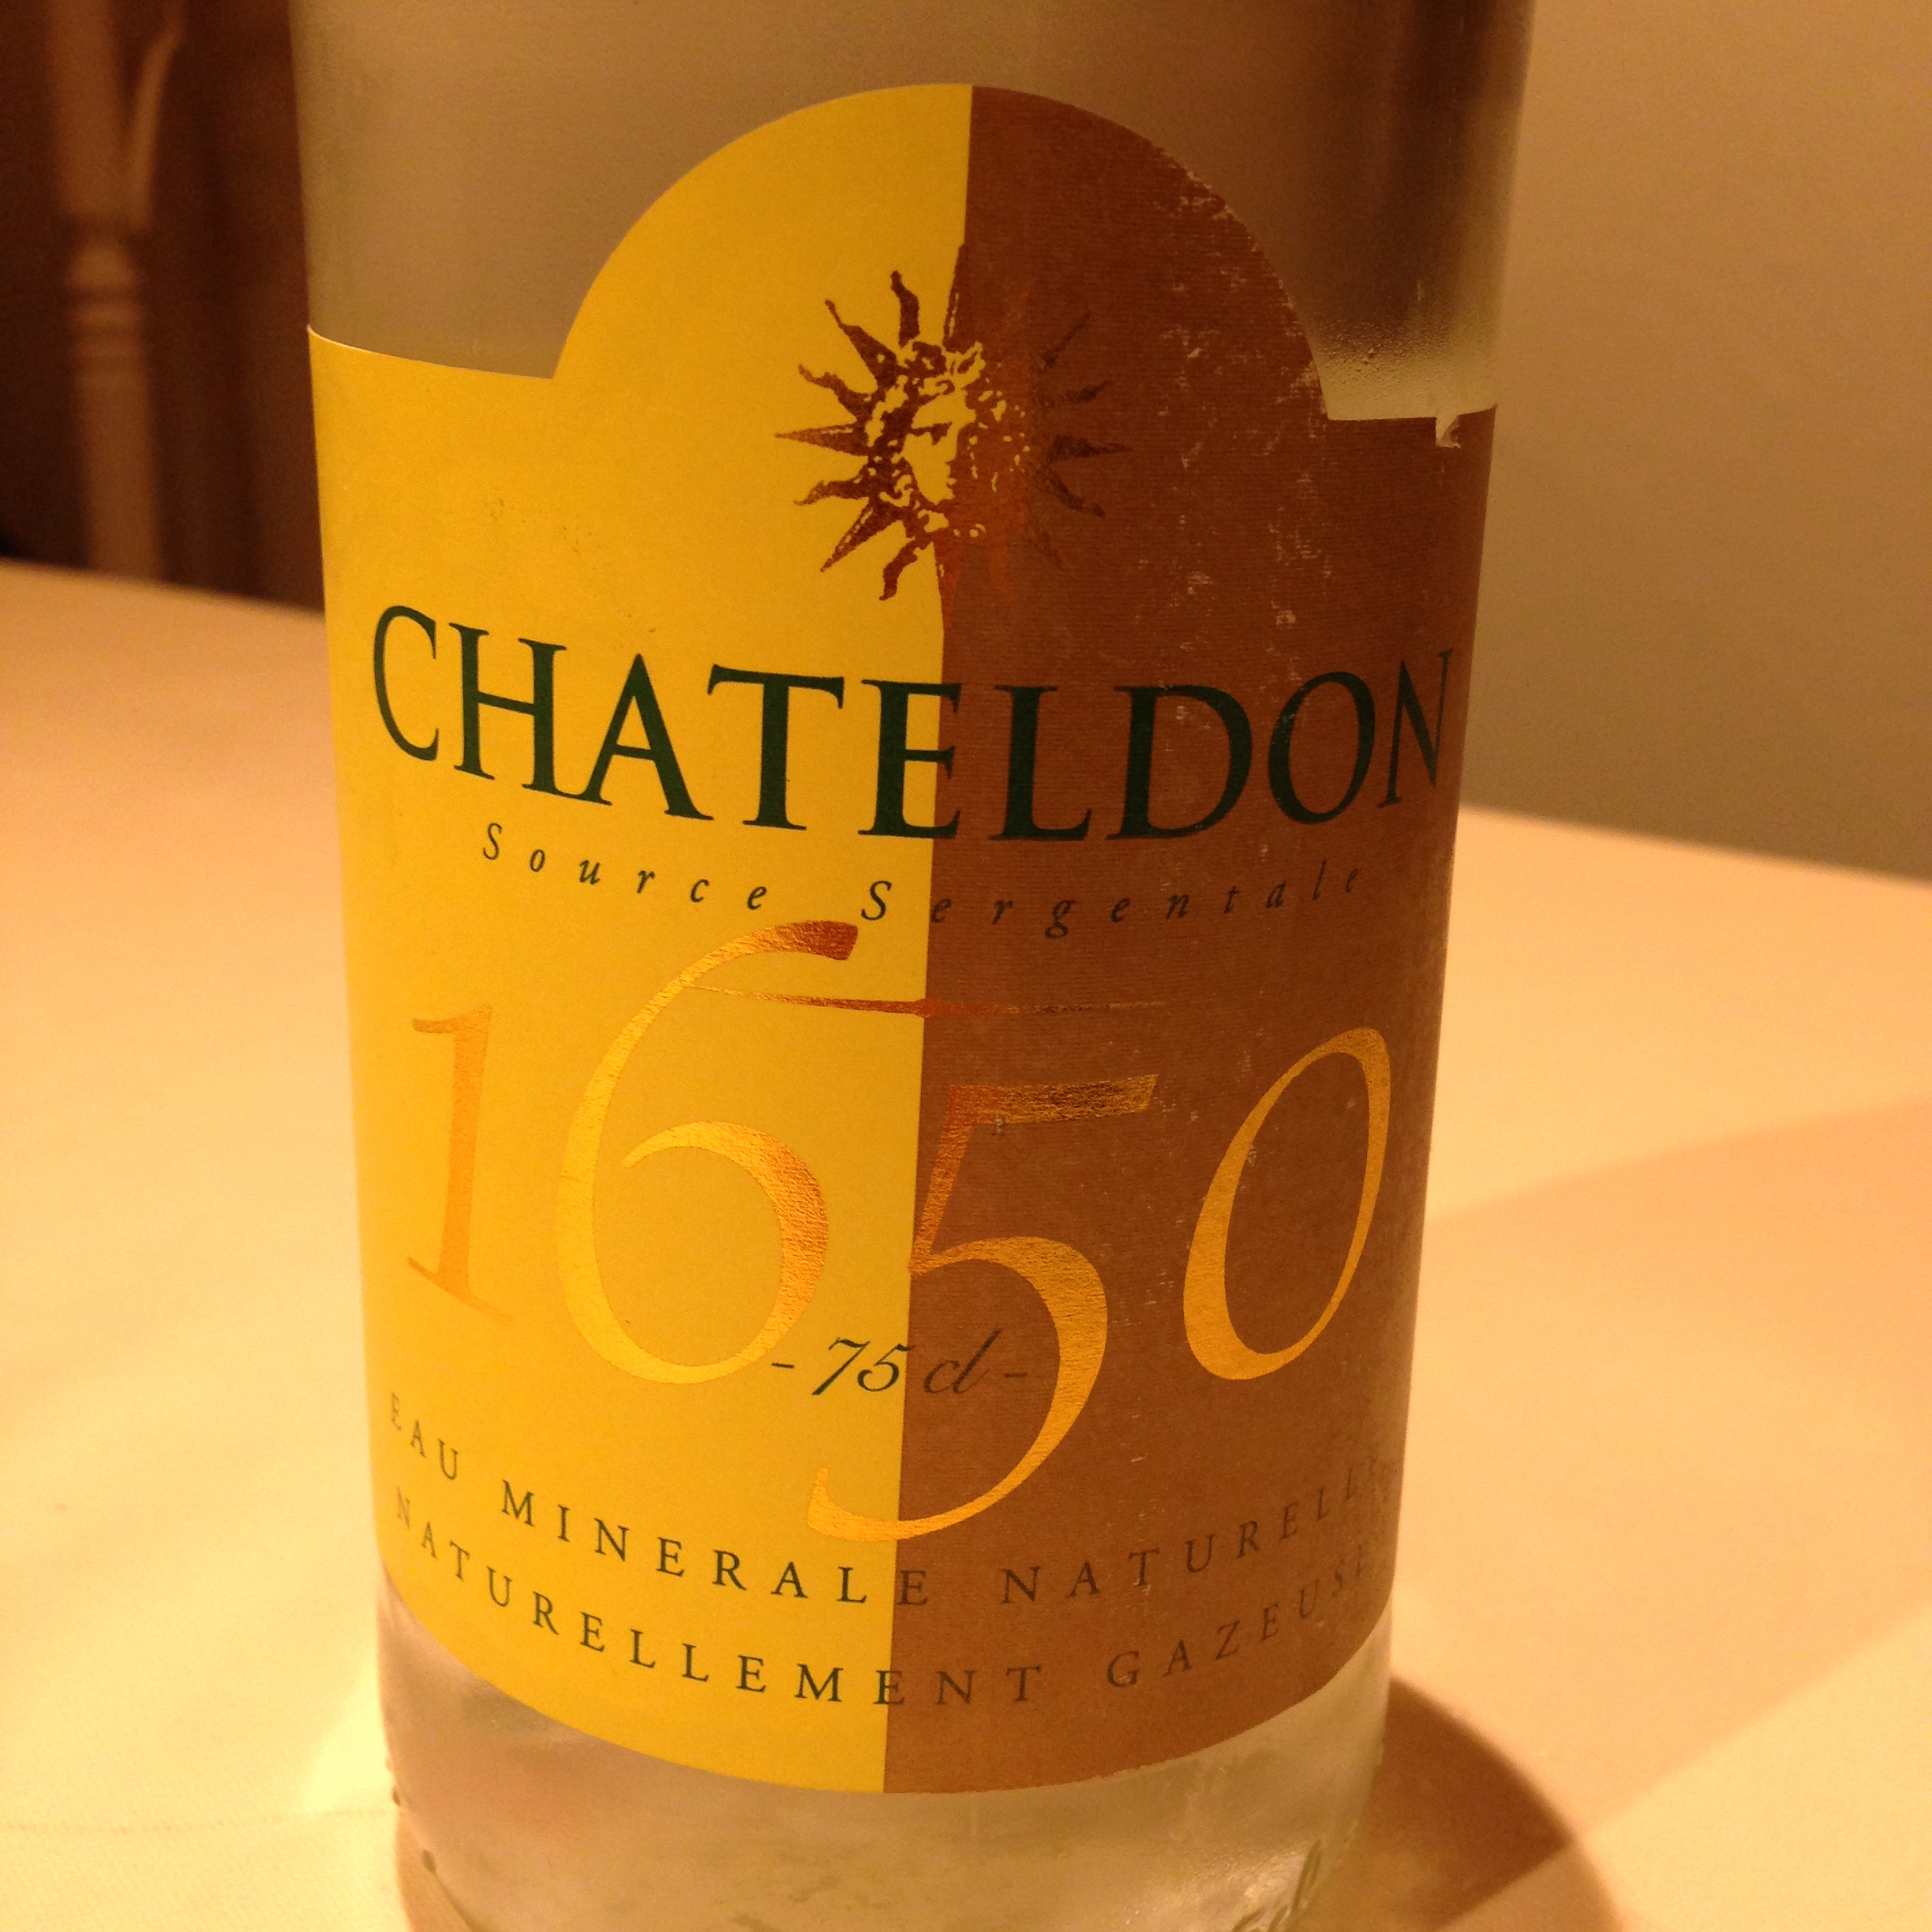 CHATELDON
Source Sergentale
1650
- 75 cl -
EAU MINERALE NATURELLE
NATURELLEMENT GAZEUSE